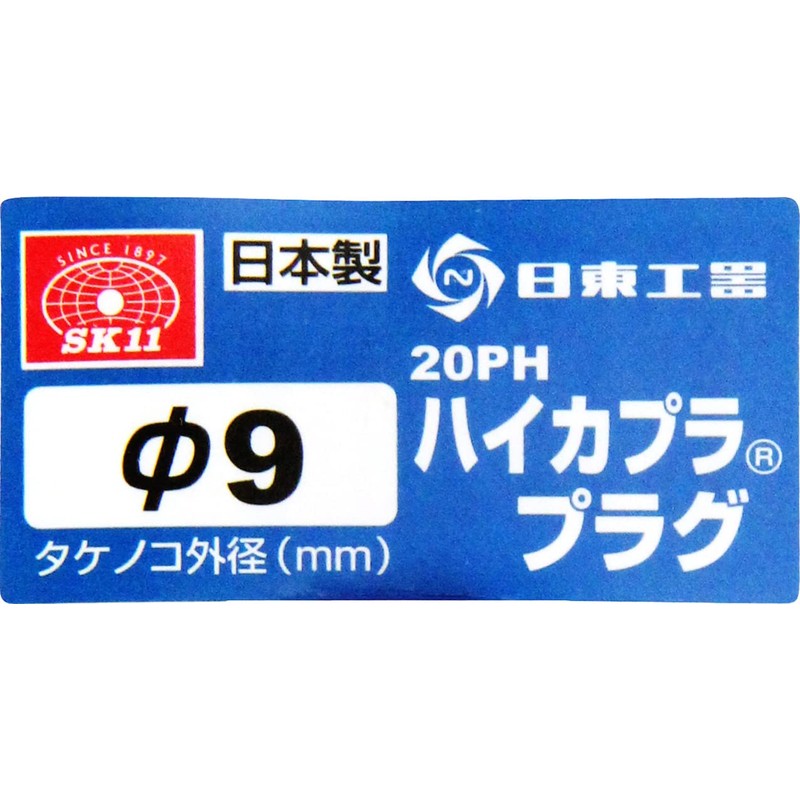 SINCE 1897
SK11
日本製
φ9
タケノコ外径(mm)
日東工器
20PH
ハイカプラ®
プラグ